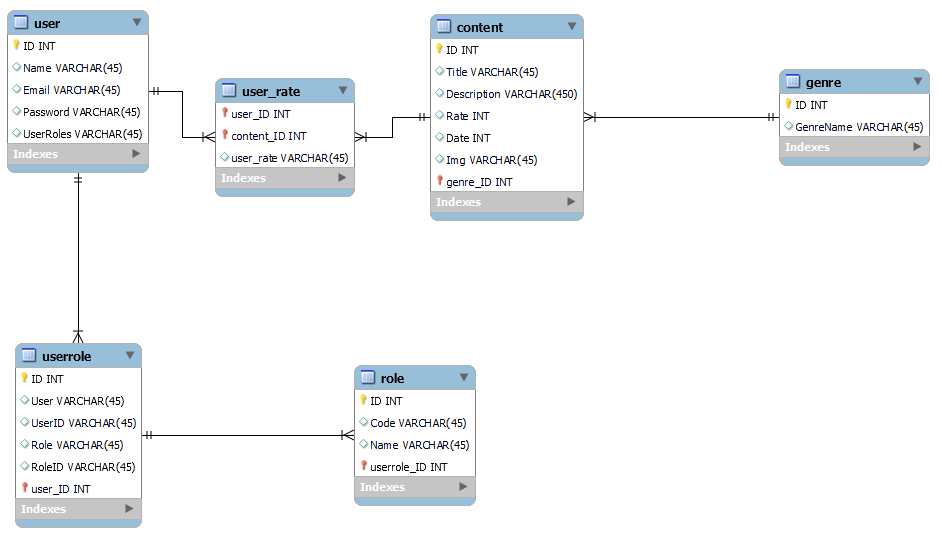 user
ID INT
Name VARCHAR(45)
Email VARCHAR(45)
Password VARCHAR(45)
UserRoles VARCHAR(45)
Indexes
user_rate
user_ID INT
content_ID INT
user_rate VARCHAR(45)
Indexes
content
ID INT
Title VARCHAR(45)
Description VARCHAR(450)
Rate INT
Date INT
Img VARCHAR(45)
genre_ID INT
Indexes
genre
ID INT
GenreName VARCHAR(45)
Indexes
userrole
ID INT
User VARCHAR(45)
UserID VARCHAR(45)
Role VARCHAR(45)
RoleID VARCHAR(45)
user_ID INT
Indexes
role
ID INT
Code VARCHAR(45)
Name VARCHAR(45)
userrole_ID INT
Indexes